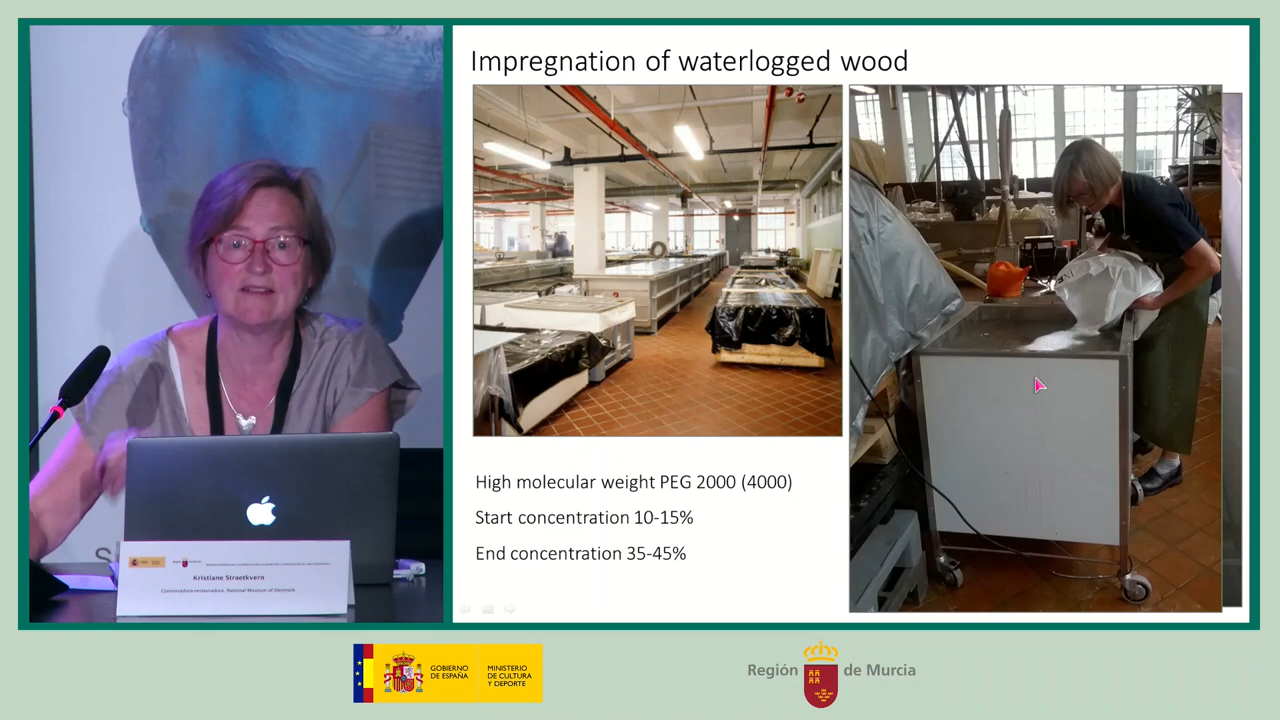 Impregnation of waterlogged wood
High molecular weight PEG 2000 (4000)
Start concentration 10-15%
End concentration 35-45%
Kristiane Straetkvern
Conservadora-restauradora. National Museum of Denmark
GOBIERNO
DE ESPAÑA
MINISTERIO
DE CULTURA
Y DEPORTE
Región de Murcia